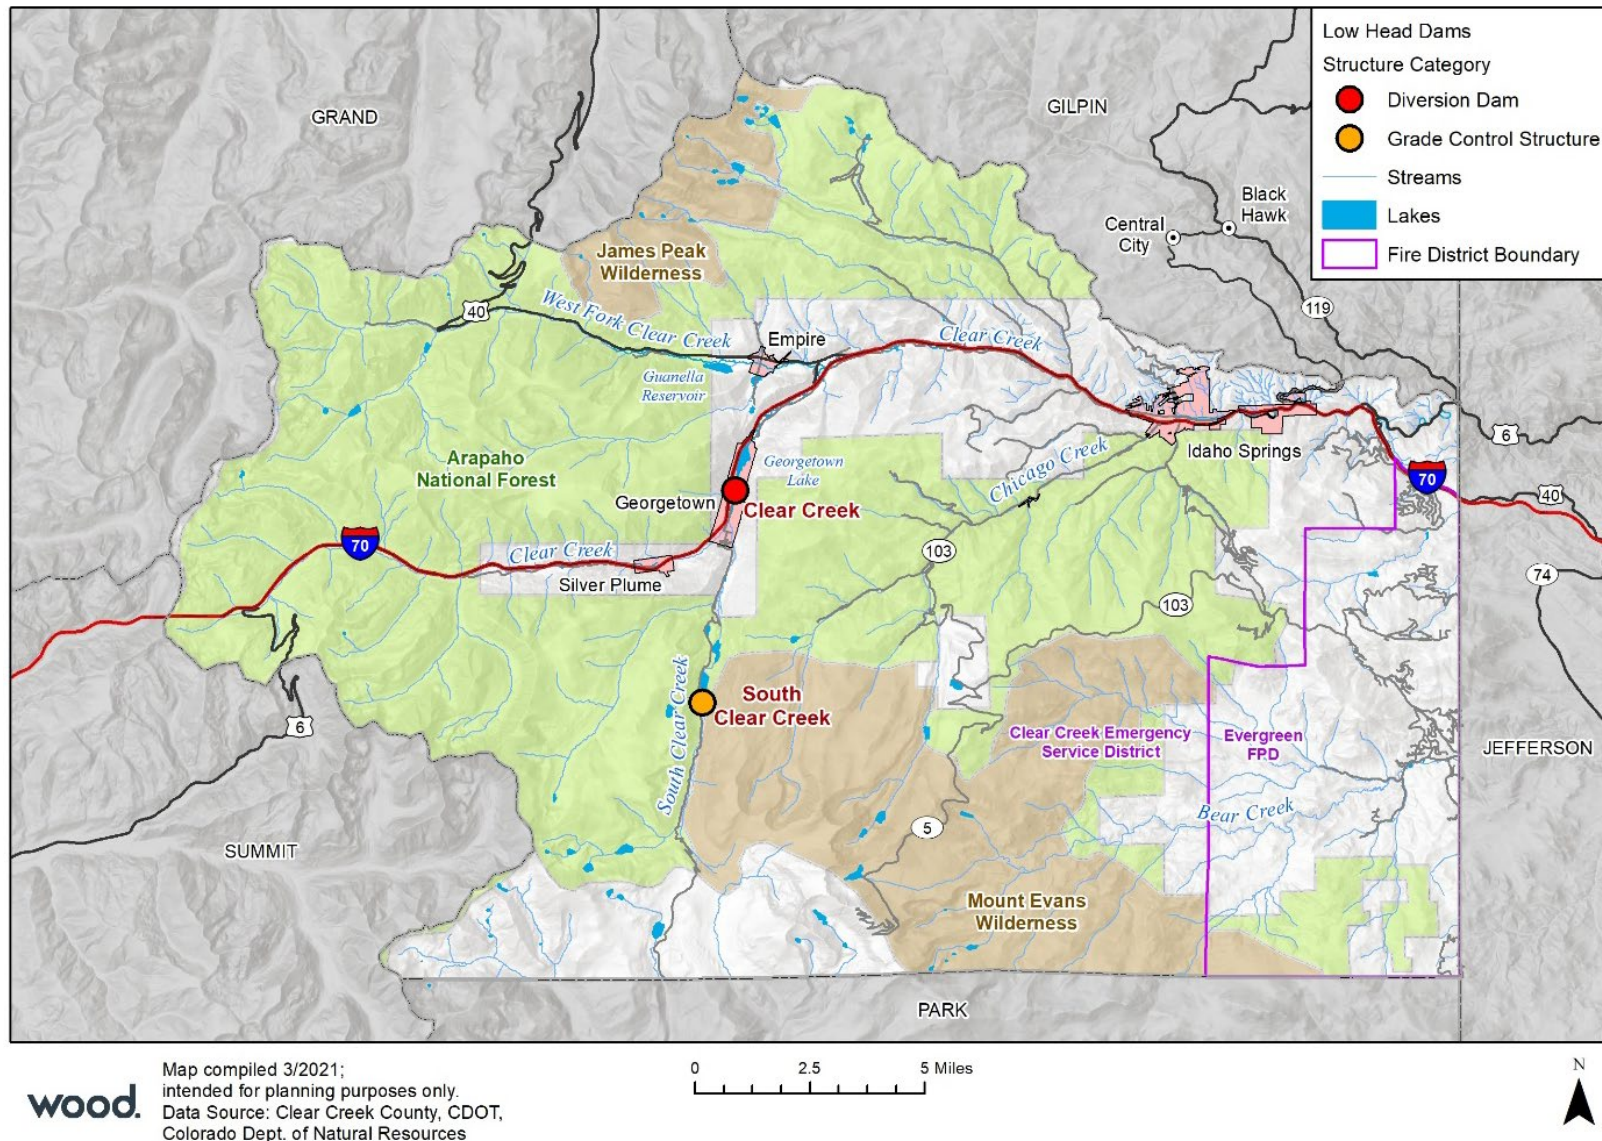 Low Head Dams
Structure Category
Diversion Dam
Grade Control Structure
Streams
Lakes
Fire District Boundary
GRAND
GILPIN
Black
Hawk
Central
City
119
James Peak
Wilderness
40
West Fork Clear Creek
Empire
Clear Creek
Guanella
Reservoir
6
Idaho Springs
Chicago Creek
Georgetown
Lake
Arapaho
National Forest
70
40
Georgetown
Clear Creek
70
Clear Creek
103
Silver Plume
74
103
South Clear Creek
South
Clear Creek
6
Clear Creek Emergency
Service District
Evergreen
FPD
JEFFERSON
Bear Creek
5
SUMMIT
Mount Evans
Wilderness
PARK
wood.
Map compiled 3/2021;
intended for planning purposes only.
Data Source: Clear Creek County, CDOT,
Colorado Dept. of Natural Resources
0 2.5 5 Miles
N